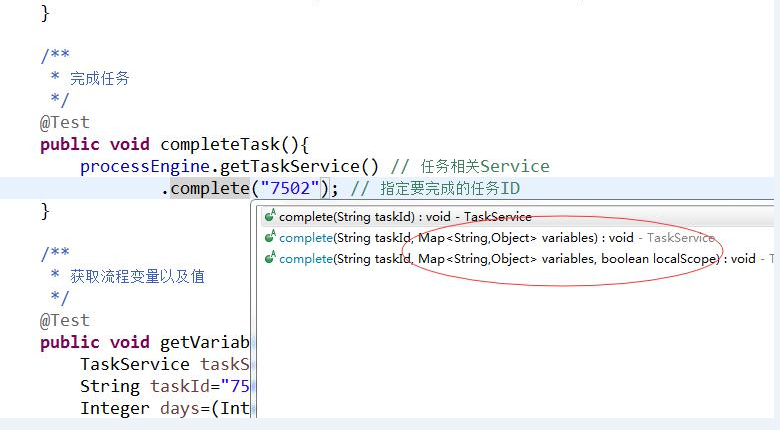 }
/**
 * 完成任务
 */
@Test
public void completeTask(){
processEngine.getTaskService() // 任务相关Service
.complete("7502"); // 指定要完成的任务ID
}
complete(String taskId) : void - TaskService
complete(String taskId, Map<String,Object> variables) : void - TaskService
complete(String taskId, Map<String,Object> variables, boolean localScope) : void - T
/**
 * 获取流程变量以及值
 */
@Test
public void getVariab
TaskService taskS
String taskId="75
Integer days=(Int